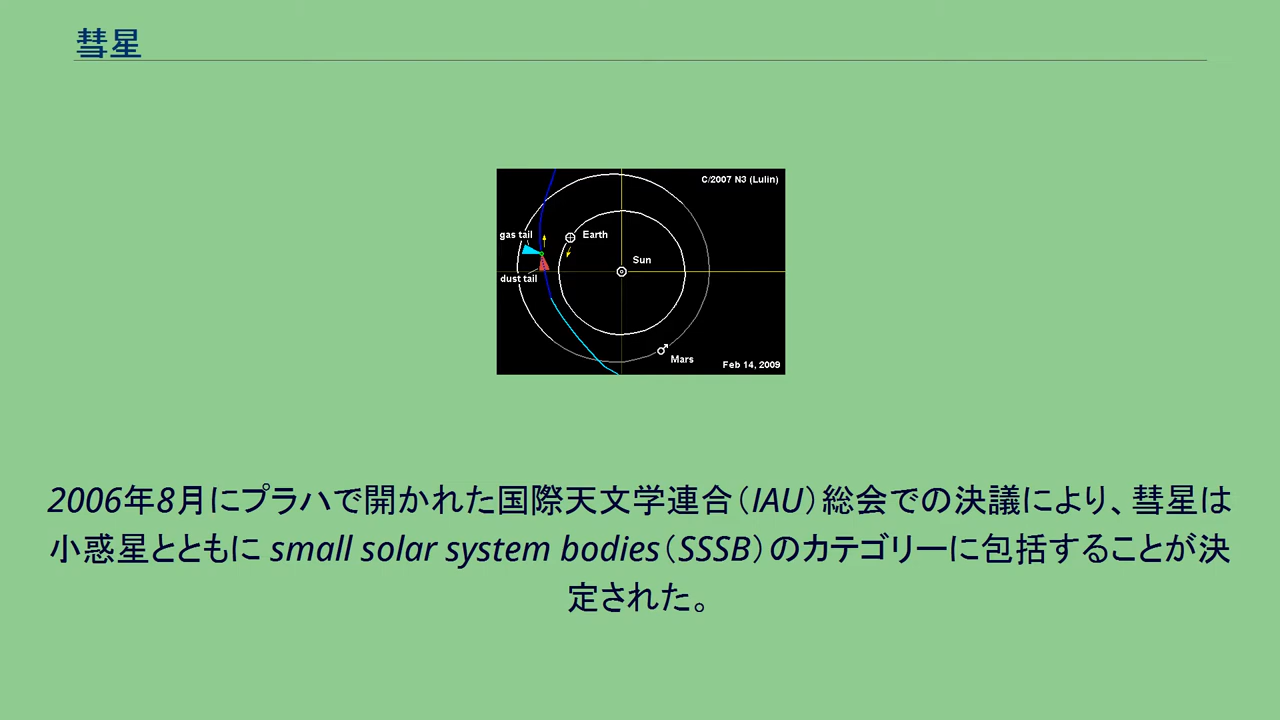 彗星
C/2007 N3 (Lulin)
gas tail
Earth
Sun
dust tail
Mars
Feb 14, 2009
2006年8月にプラハで開かれた国際天文学連合(IAU)総会での決議により、彗星は
小惑星とともに small solar system bodies(SSSB)のカテゴリーに包括することが決
定された。